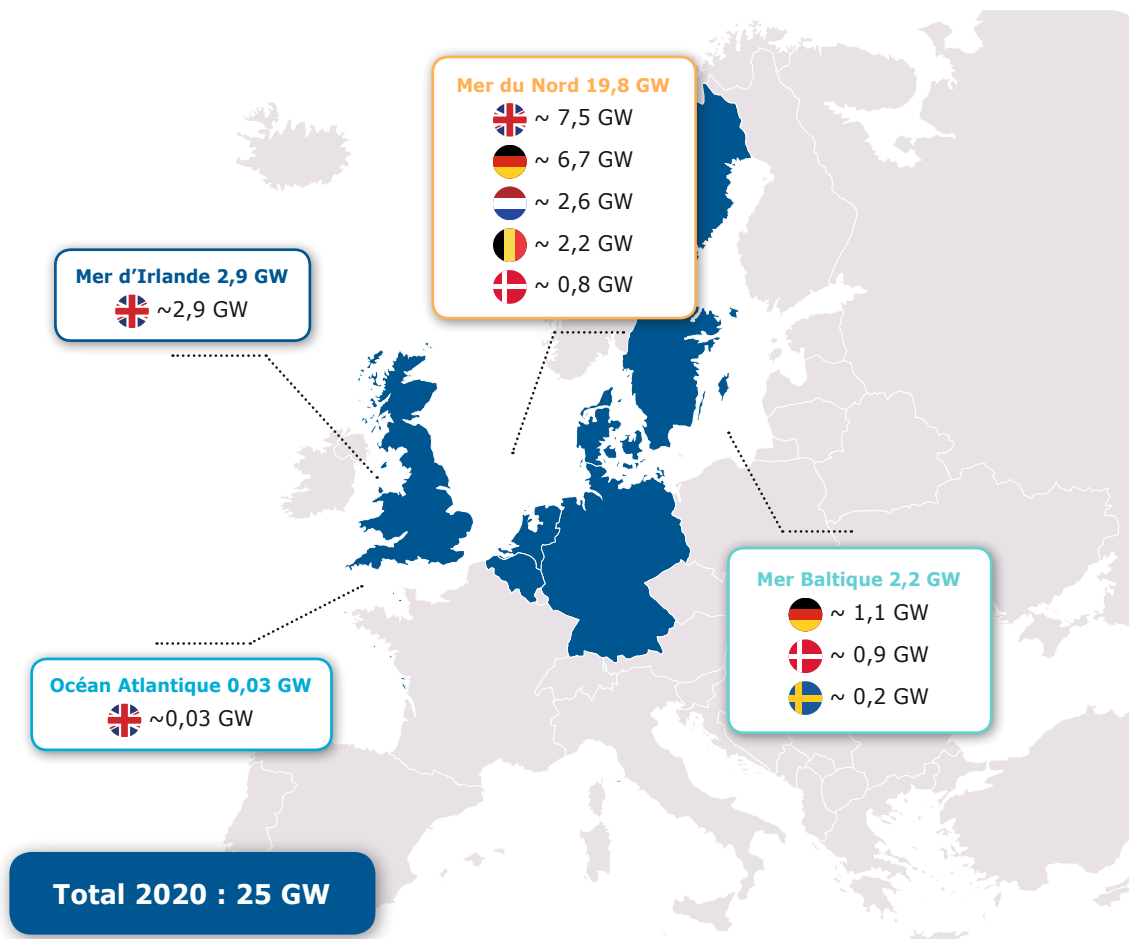 Mer du Nord 19,8 GW
~ 7,5 GW
~ 6,7 GW
~ 2,6 GW
~ 2,2 GW
~ 0,8 GW
Mer d’Irlande 2,9 GW
~2,9 GW
Mer Baltique 2,2 GW
~ 1,1 GW
~ 0,9 GW
~ 0,2 GW
Océan Atlantique 0,03 GW
~0,03 GW
Total 2020 : 25 GW